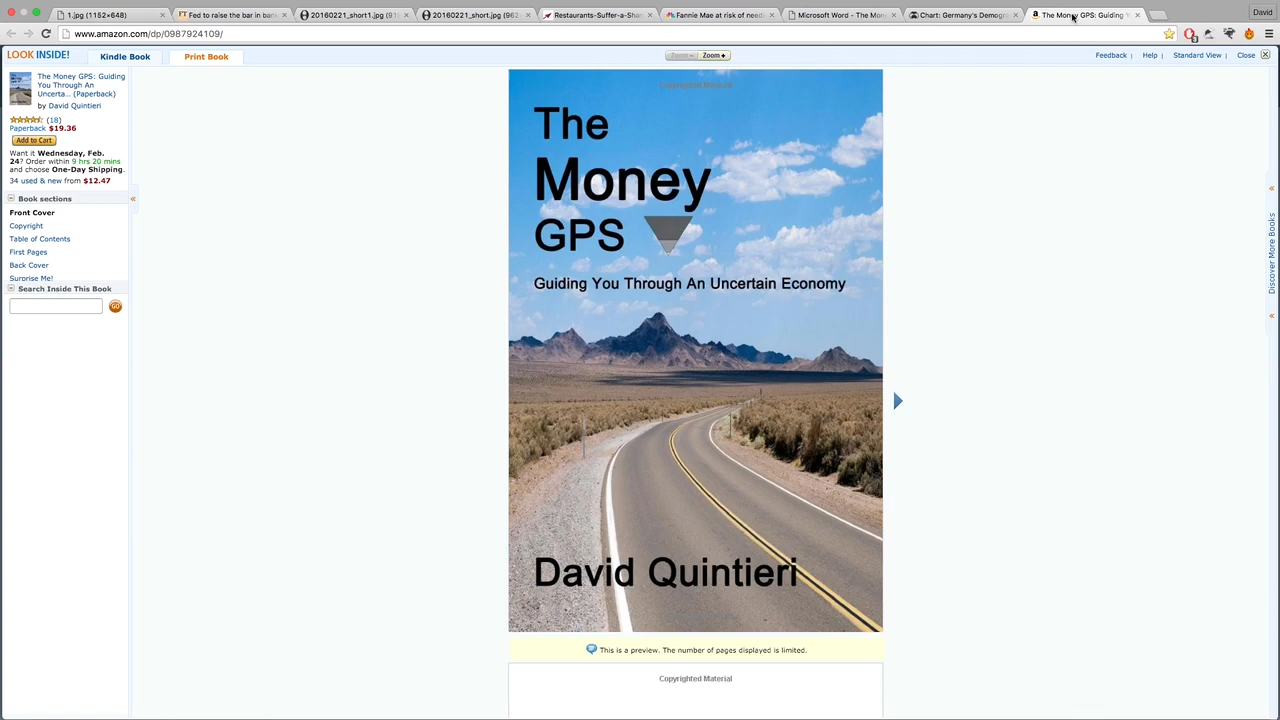 1.jpg (1152×648)
Fed to raise the bar in ban
20160221_short1.jpg (91
20160221_short.jpg (962
Restaurants-Suffer-a-Sha
Fannie Mae at risk of need
Microsoft Word - The Mon
Chart: Germany's Demogr
The Money GPS: Guiding Y
David
www.amazon.com/dp/0987924109/
LOOK INSIDE!
Kindle Book
Print Book
Zoom -
Zoom +
Feedback |
Help |
Standard View |
Close
The Money GPS: Guiding
You Through An
Uncerta... (Paperback)
by David Quintieri
(18)
Paperback $19.36
Add to Cart
Want it Wednesday, Feb.
24? Order within 9 hrs 20 mins
and choose One-Day Shipping.
34 used & new from $12.47
Book sections
Front Cover
Copyright
Table of Contents
First Pages
Back Cover
Surprise Me!
Search Inside This Book
GO
Copyrighted Material
The
Money
GPS
Guiding You Through An Uncertain Economy
David Quintieri
This is a preview. The number of pages displayed is limited.
Copyrighted Material
Discover More Books